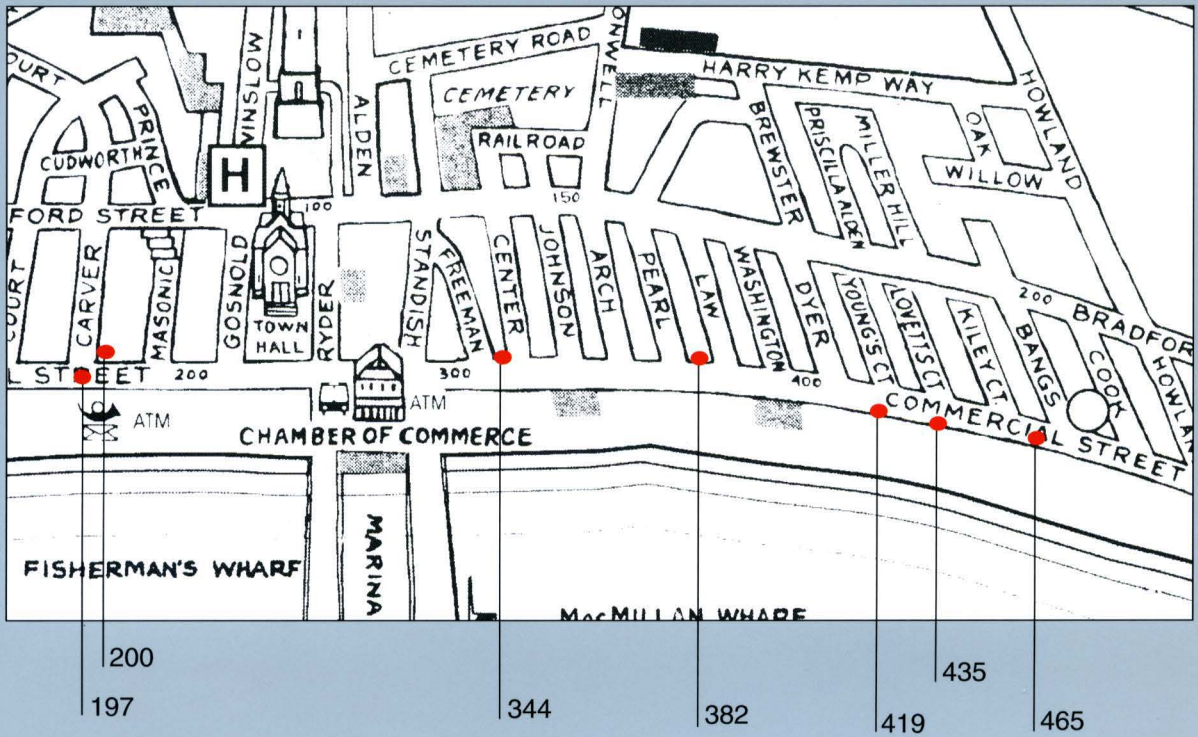 ONWELL
CEMETERY ROAD
HARRY KEMP WAY
COURT
WINSLOW
ALDEN
CEMETERY
HOWLAND
PRINCE
BREWSTER
PRISCILLA ALDEN
MILLER HILL
OAK
CUDWORTH
RAILROAD
WILLOW
H
FORD STREET
100
150
COURT
CARVER
MASONIC
GOSNOLD
TOWN
HALL
RYDER
STANDISH
FREEMAN
CENTER
JOHNSON
ARCH
PEARL
LAW
WASHINGTON
DYER
YOUNG'S CT
LOVETTS CT
KILEY CT.
BANGS
200
BRADFOR
COOK
HOWLAN
L STREET
200
300
400
COMMERCIAL STREET
ATM
ATM
CHAMBER OF COMMERCE
MARINA
FISHERMAN'S WHARF
MacMILLAN WHARF
200
197
344
382
419
435
465